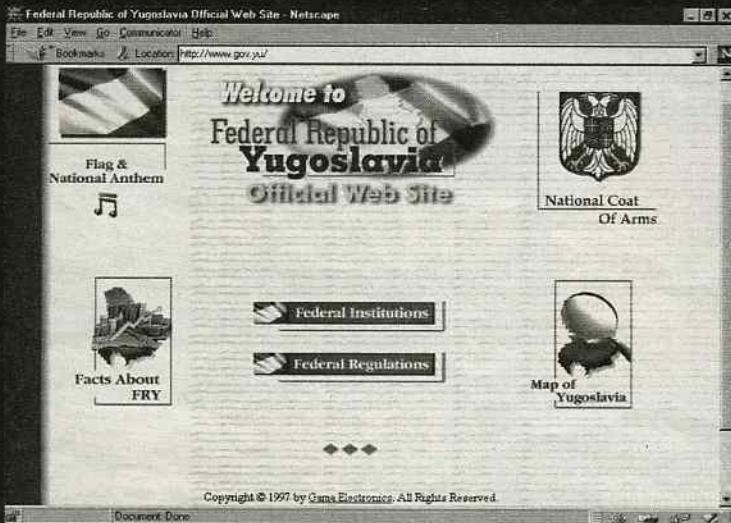 Federal Republic of Yugoslavia Official Web Site - Netscape
File Edit View Go Communicator Help
Bookmarks Location: http://www.gov.yu/
Welcome to
Federal Republic of
Yugoslavia
Official Web Site
Flag &
National Anthem
National Coat
Of Arms
Federal Institutions
Federal Regulations
Facts About
FRY
Map of
Yugoslavia
Copyright © 1997 by Gama Electronics. All Rights Reserved.
Document: Done